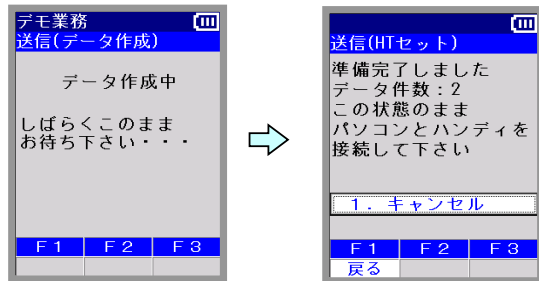 デモ業務
送信(データ作成)
データ作成中
しばらくこのまま
お待ち下さい・・・
F1 F2 F3
送信(HTセット)
準備完了しました
データ件数:2
この状態のまま
パソコンとハンディを
接続して下さい
1.キャンセル
F1 F2 F3
戻る